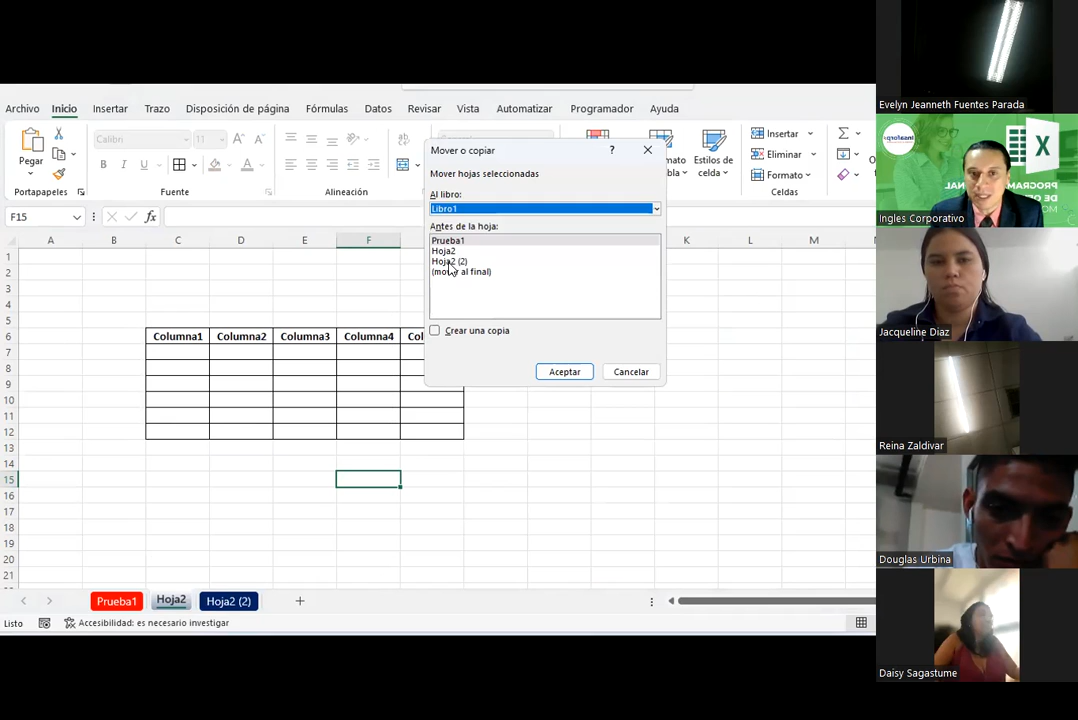 Archivo Inicio Insertar Trazo Disposición de página Fórmulas Datos Revisar Vista Automatizar Programador Ayuda
Pegar
Calibri 11
Estilos de
celda
Insertar
Eliminar
Formato
Portapapeles Fuente Alineación Celdas
F15
A B C D E F K L M
1
2
3
4
5
6
7
8
9
10
11
12
13
14
15
16
17
18
19
20
21
Columna1 Columna2 Columna3 Columna4
Mover o copiar
Mover hojas seleccionadas
Al libro:
Libro1
Antes de la hoja:
Prueba1
Hoja2
Hoja2 (2)
(mover al final)
Crear una copia
Aceptar Cancelar
Prueba1 Hoja2 Hoja2 (2)
Listo Accesibilidad: es necesario investigar
Evelyn Jeanneth Fuentes Parada
Insaforp
Ingles Corporativo
Jacqueline Diaz
Reina Zaldivar
Douglas Urbina
Daisy Sagastume